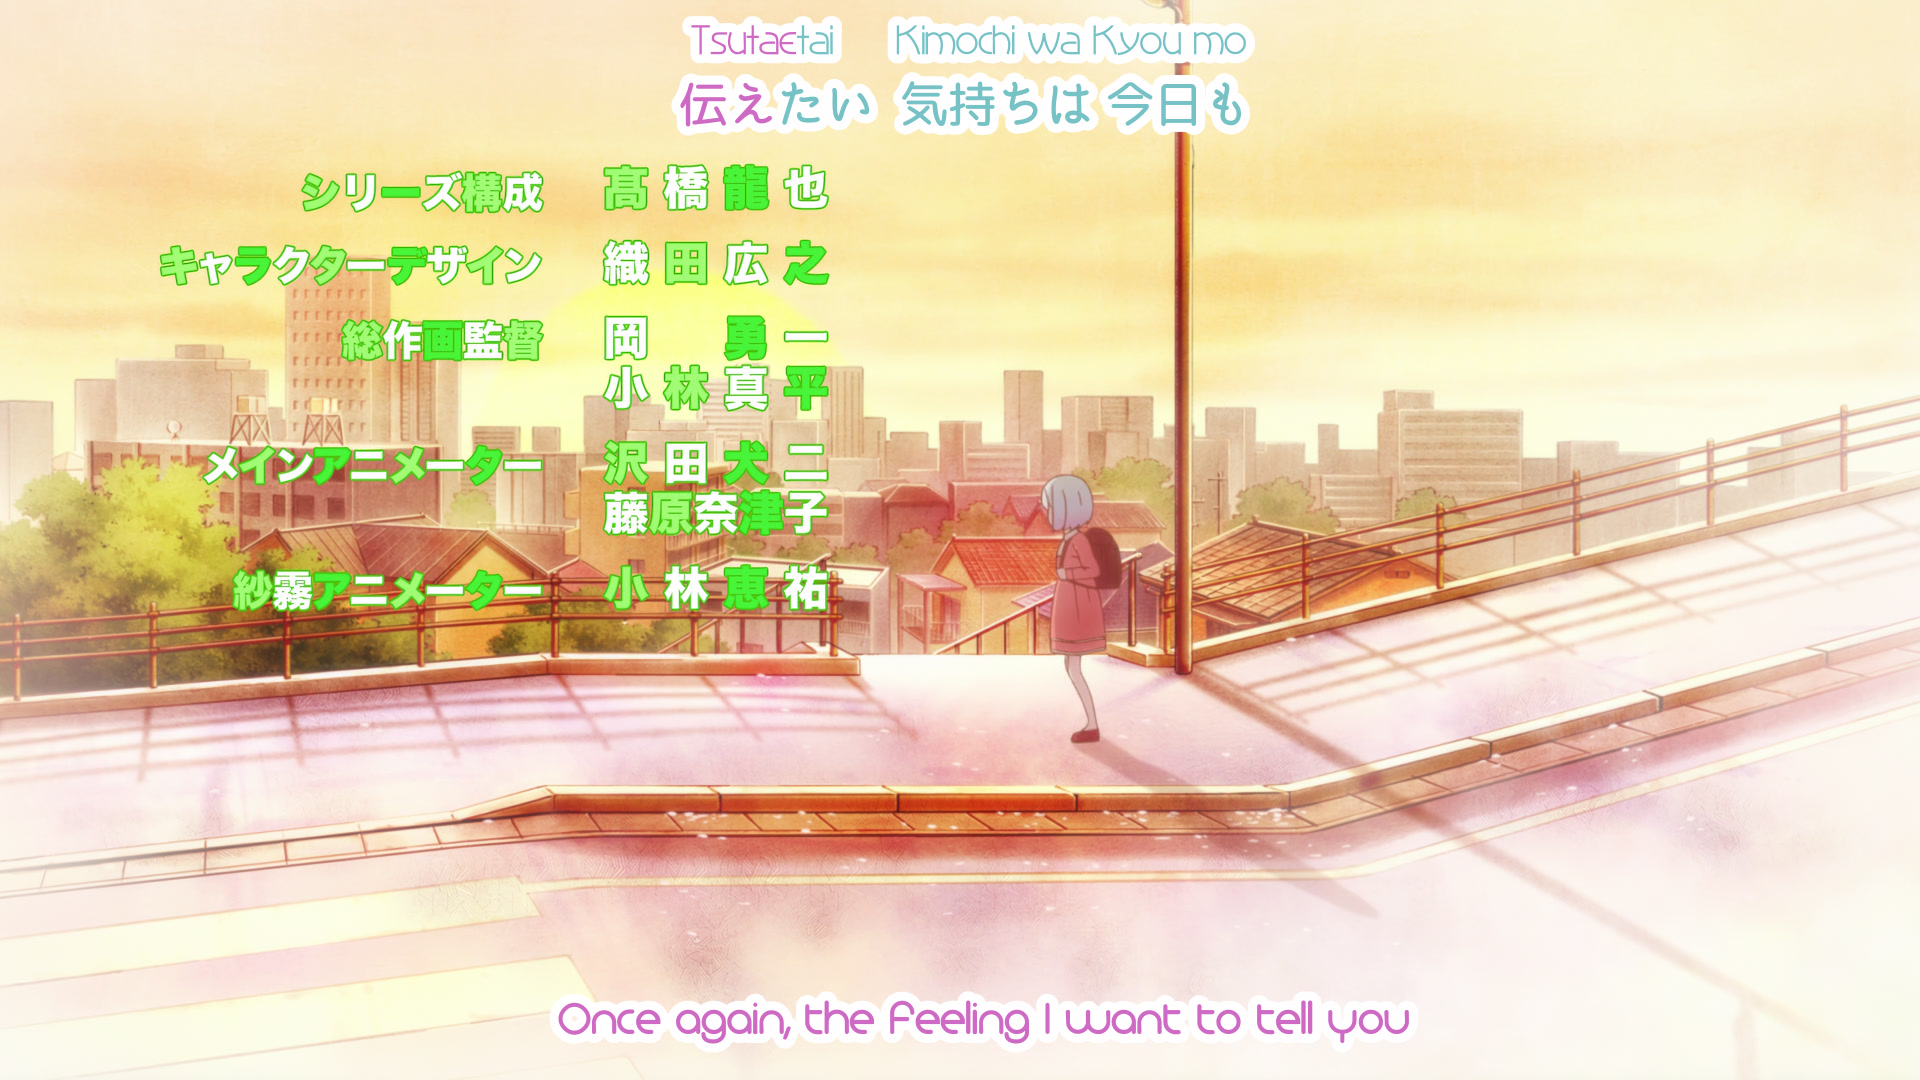 Tsutaetai Kimochi wa Kyou mo
伝えたい 気持ちは 今日も
シリーズ構成 髙橋龍也
キャラクターデザイン 織田広之
総作画監督 岡 勇一
小林真平
メインアニメーター 沢田犬二
藤原奈津子
紗霧アニメーター 小林恵祐
Once again, the feeling I want to tell you